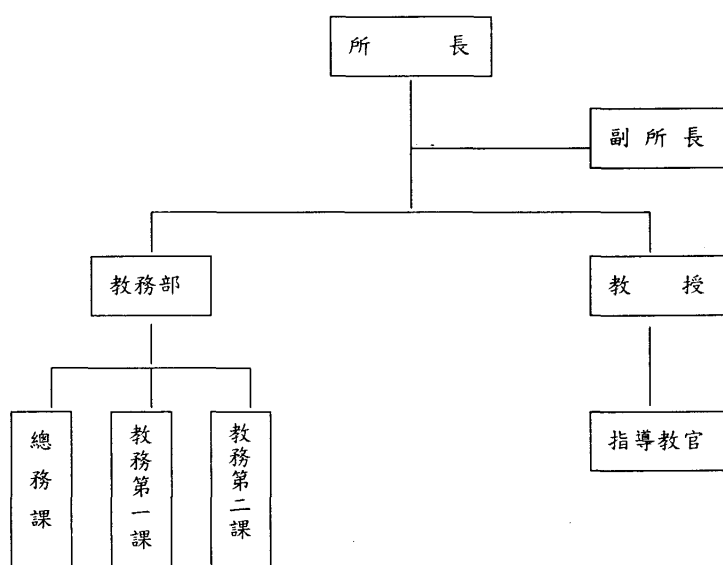 所長
副所長
教務部
教授
總務課
教務第一課
教務第二課
指導教官